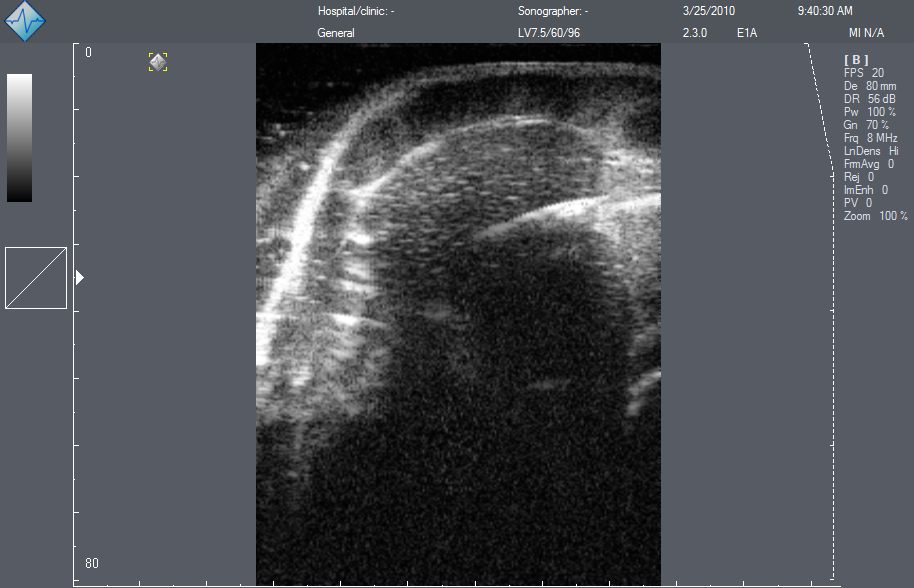 Hospital/clinic: - Sonographer: - 3/25/2010 9:40:30 AM
General LV7.5/60/96 2.3.0 E1A MI N/A
0
[ B ]
FPS 20
De 80 mm
DR 56 dB
Pw 100 %
Gn 70 %
Frq 8 MHz
LnDens Hi
FrmAvg 0
Rej 0
ImEnh 0
PV 0
Zoom 100 %
80